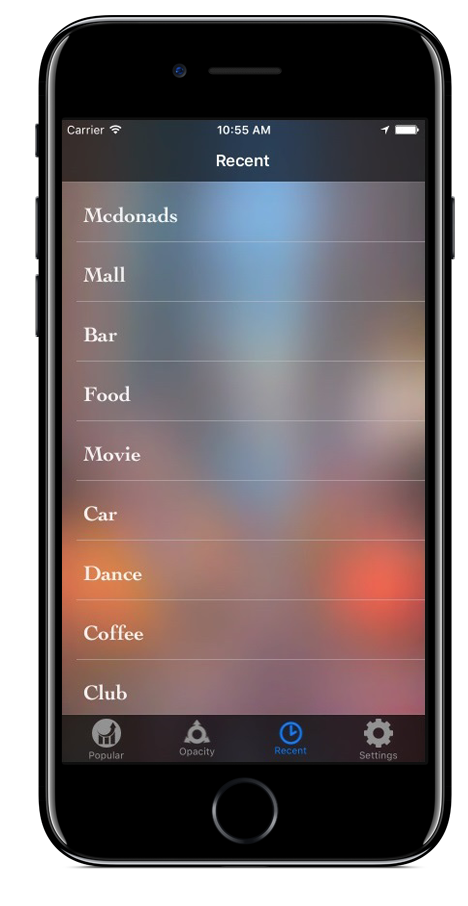 Carrier 10:55 AM
Recent
Mcdonads
Mall
Bar
Food
Movie
Car
Dance
Coffee
Club
Popular Opacity Recent Settings